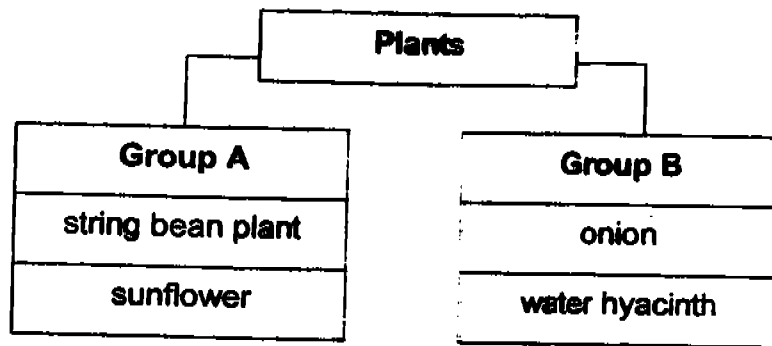 Plants
Group A
string bean plant
sunflower
Group B
onion
water hyacinth